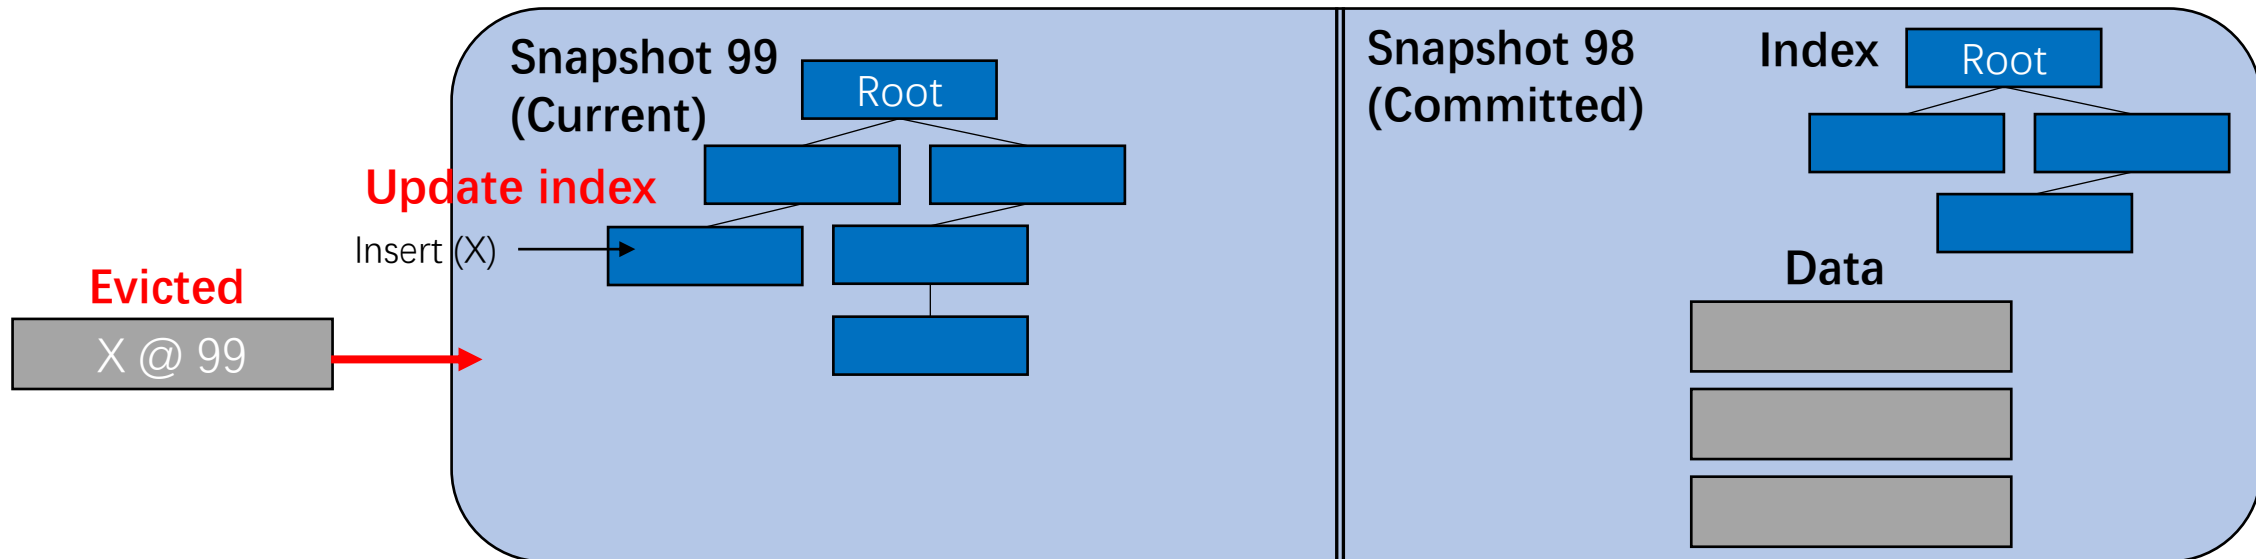 Snapshot 99
(Current)
Root
Update index
Insert (X)
Evicted
X @ 99
Snapshot 98
(Committed)
Index
Root
Data